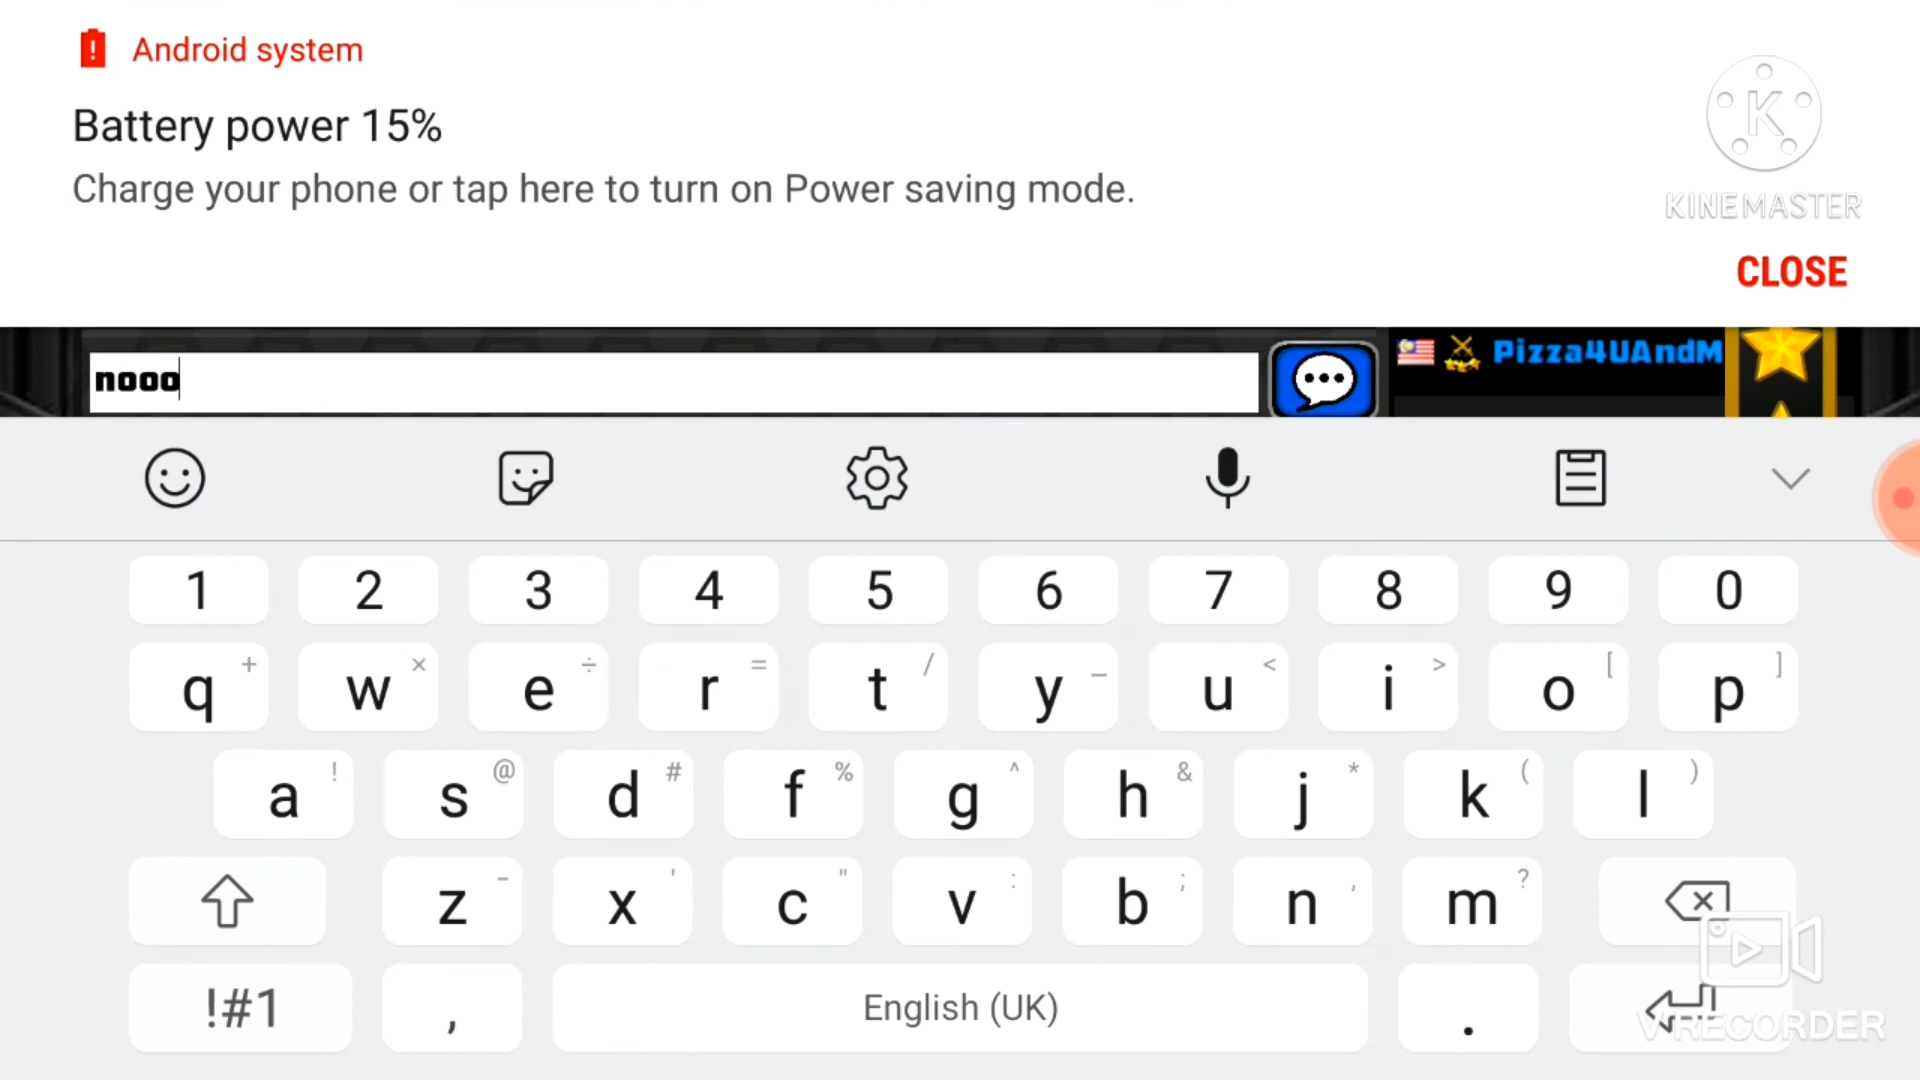 Android system
Battery power 15%
Charge your phone or tap here to turn on Power saving mode.
K
KINEMASTER
CLOSE
nooo
Pizza4UAndM
1 2 3 4 5 6 7 8 9 0
q + w × e ÷ r = t / y _ u < i > o [ p ]
a ! s @ d # f % g ^ h & j * k ( l )
z - x ' c " v : b ; n , m ?
!#1 , English (UK) .
VRECORDER